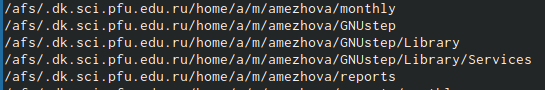 /afs/.dk.sci.pfu.edu.ru/home/a/m/amezhova/monthly
/afs/.dk.sci.pfu.edu.ru/home/a/m/amezhova/GNUstep
/afs/.dk.sci.pfu.edu.ru/home/a/m/amezhova/GNUstep/Library
/afs/.dk.sci.pfu.edu.ru/home/a/m/amezhova/GNUstep/Library/Services
/afs/.dk.sci.pfu.edu.ru/home/a/m/amezhova/reports